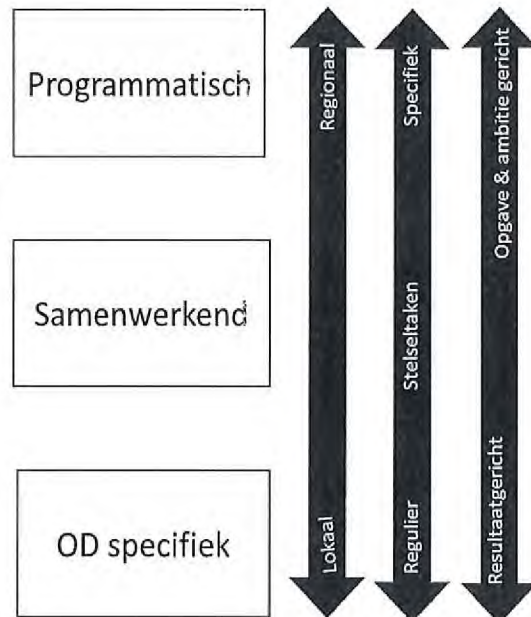 Programmatisch
Samenwerkend
OD specifiek
Regionaal
Lokaal
Specifiek
Stelseltaken
Regulier
Opgave & ambitie gericht
Resultaatgericht